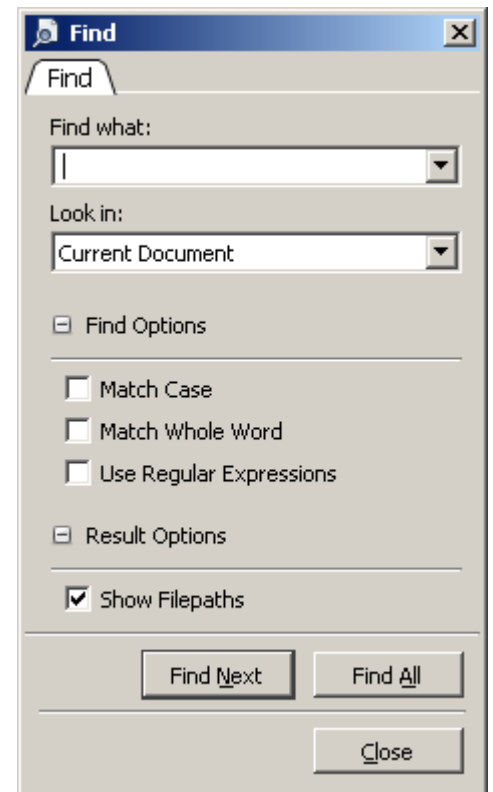 Find
Find
Find what:
Look in:
Current Document
Find Options
Match Case
Match Whole Word
Use Regular Expressions
Result Options
Show Filepaths
Find Next
Find All
Close